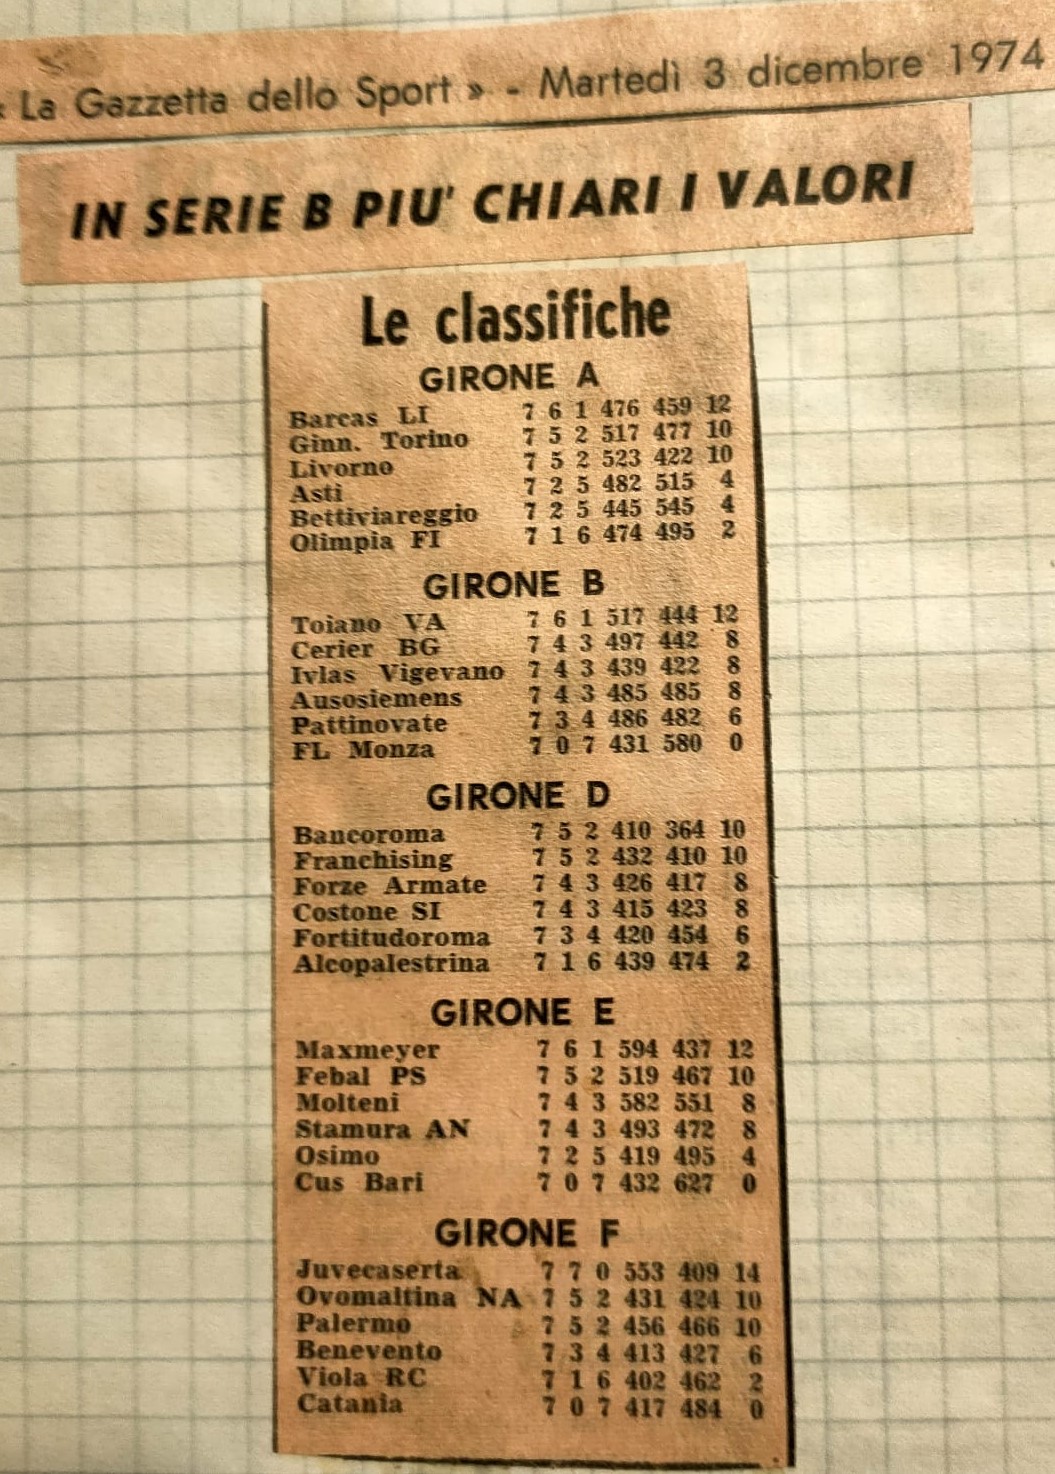 « La Gazzetta dello Sport » - Martedì 3 dicembre 1974
IN SERIE B PIU' CHIARI I VALORI
Le classifiche
GIRONE A
Barcas LI 7 6 1 476 459 12
Ginn. Torino 7 5 2 517 477 10
Livorno 7 5 2 523 422 10
Asti 7 2 5 482 515 4
Bettiviareggio 7 2 5 445 545 4
Olimpia FI 7 1 6 474 495 2
GIRONE B
Toiano VA 7 6 1 517 444 12
Cerier BG 7 4 3 497 442 8
Ivlas Vigevano 7 4 3 439 422 8
Ausosiemens 7 4 3 485 485 8
Pattinovate 7 3 4 486 482 6
FL Monza 7 0 7 431 580 0
GIRONE D
Bancoroma 7 5 2 410 364 10
Franchising 7 5 2 432 410 10
Forze Armate 7 4 3 426 417 8
Costone SI 7 4 3 415 423 8
Fortitudoroma 7 3 4 420 454 6
Alcopalestrina 7 1 6 439 474 2
GIRONE E
Maxmeyer 7 6 1 594 437 12
Febal PS 7 5 2 519 467 10
Molteni 7 4 3 582 551 8
Stamura AN 7 4 3 493 472 8
Osimo 7 2 5 419 495 4
Cus Bari 7 0 7 432 627 0
GIRONE F
Juvecaserta 7 7 0 553 409 14
Ovomaltina NA 7 5 2 431 424 10
Palermo 7 5 2 456 466 10
Benevento 7 3 4 413 427 6
Viola RC 7 1 6 402 462 2
Catania 7 0 7 417 484 0